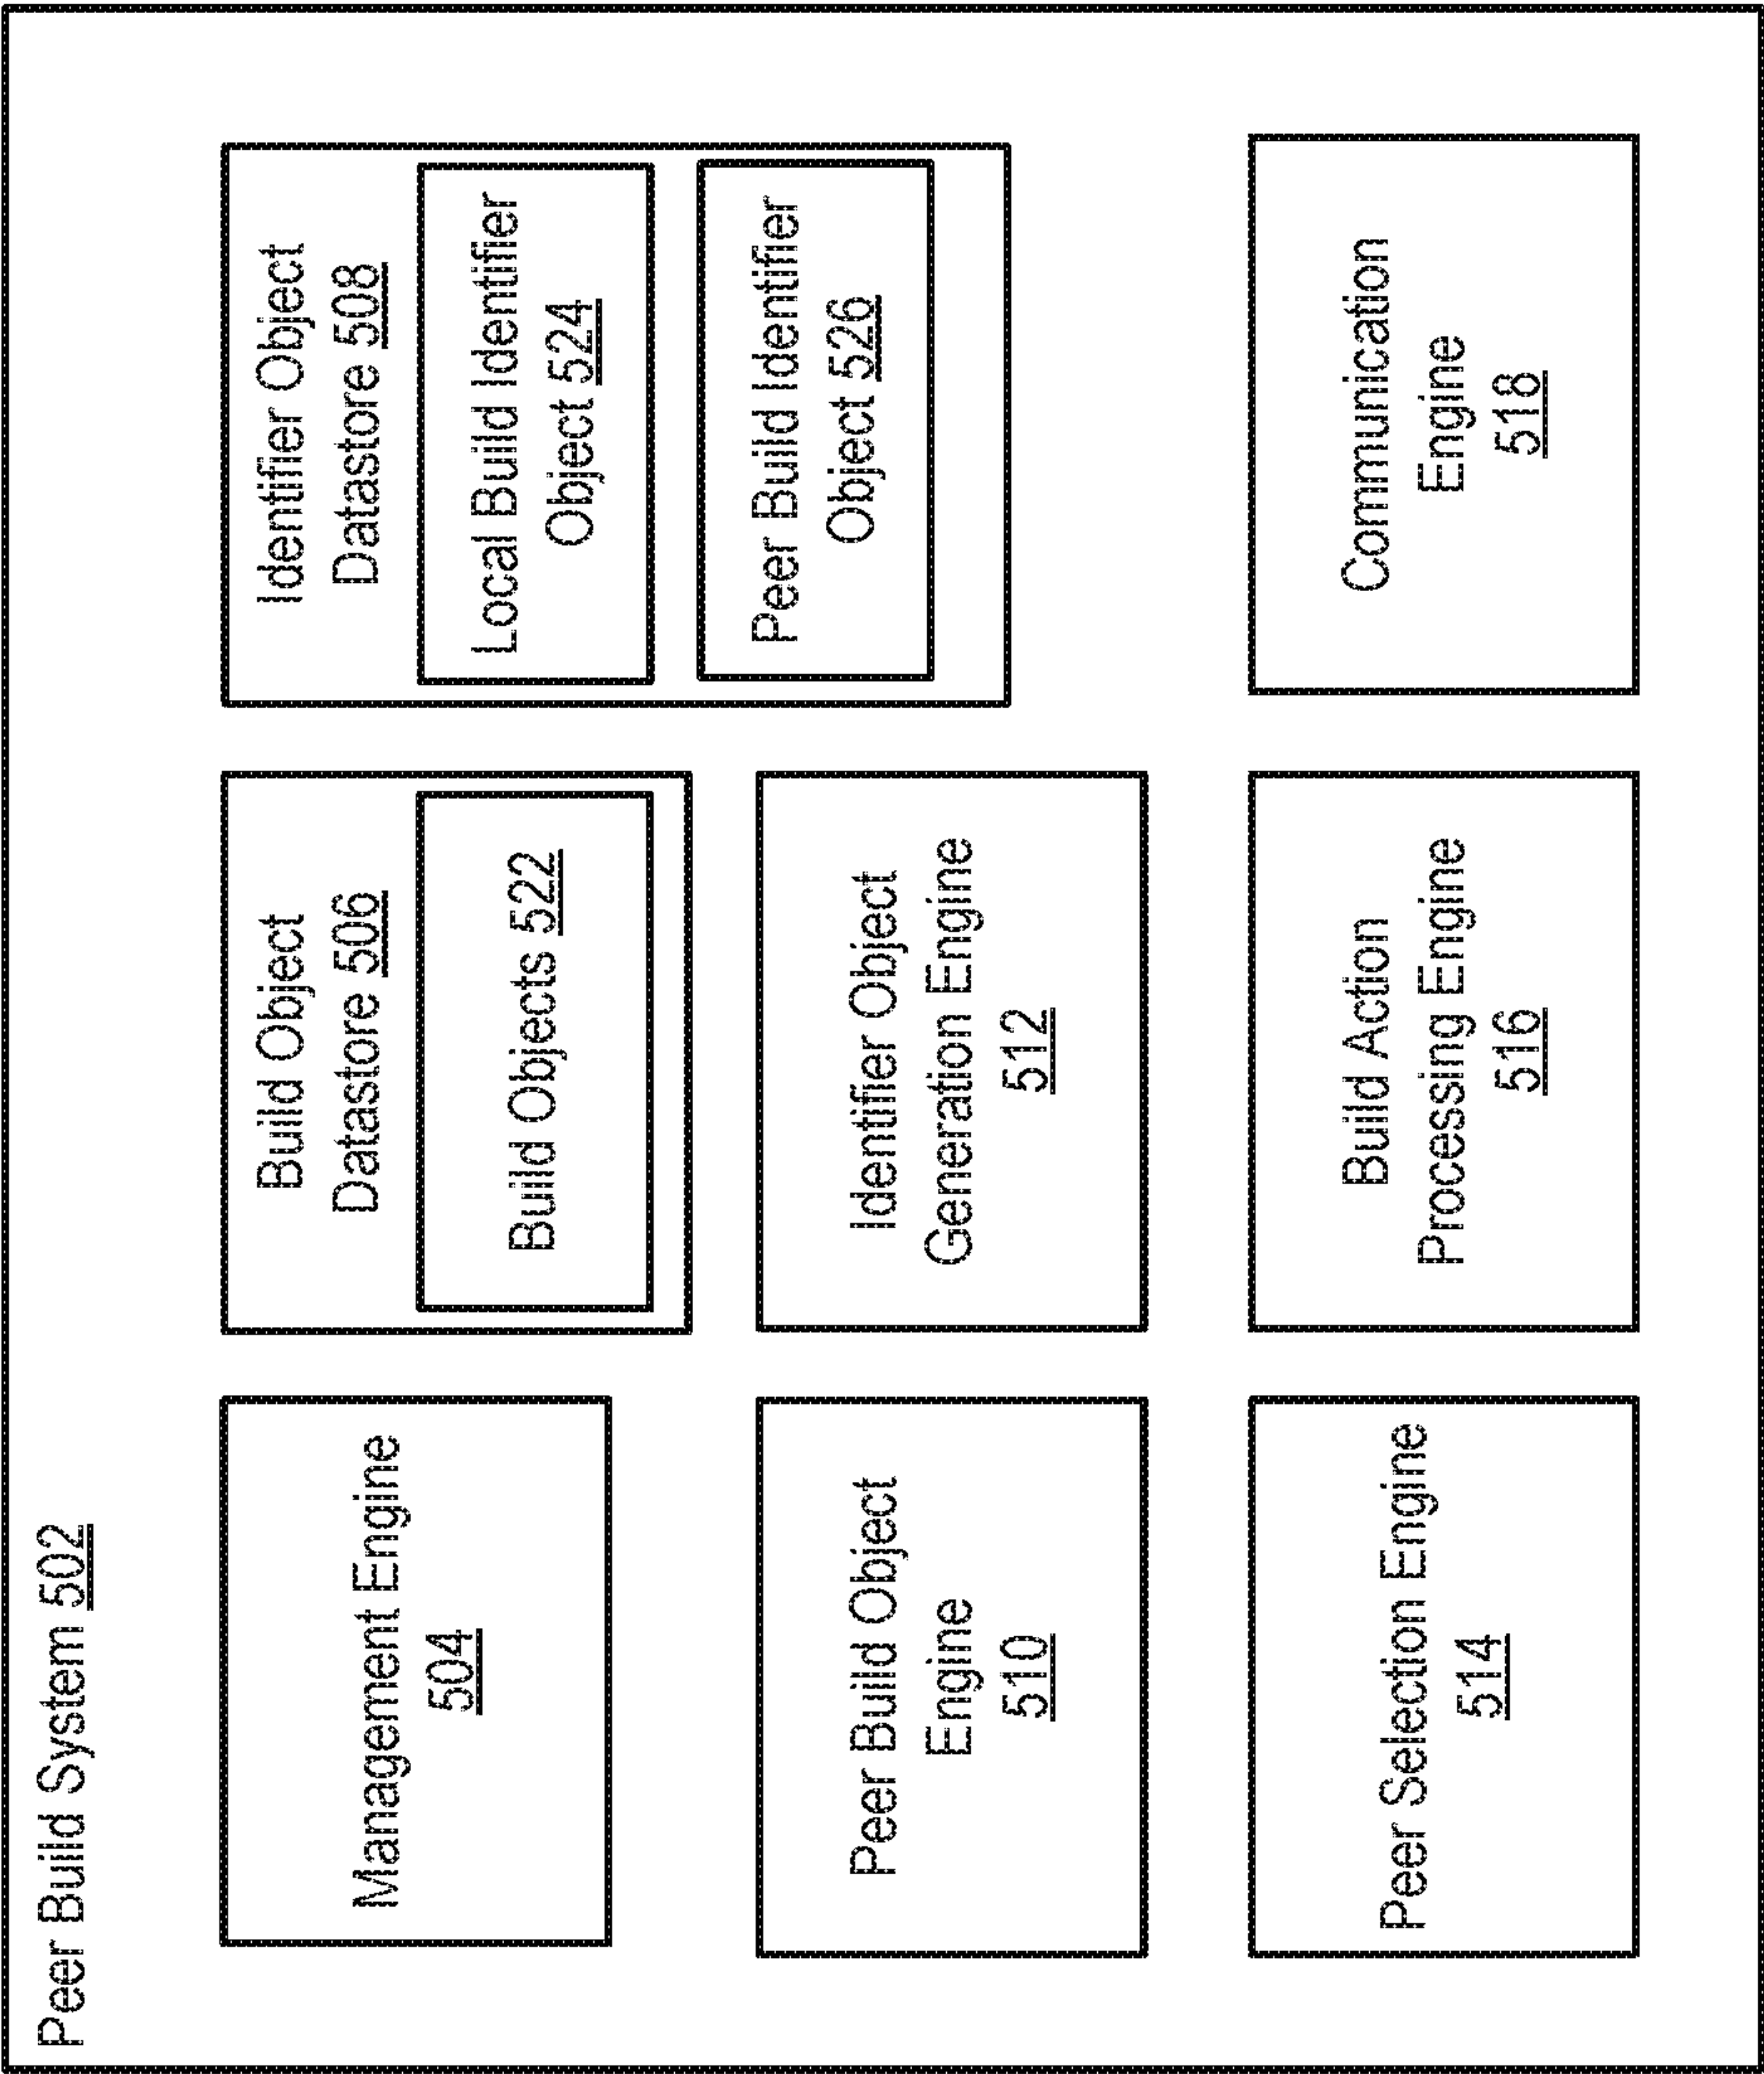 Peer Build System 502
Management Engine
504
Build Object
Datastore 506
Build Objects 522
Identifier Object
Datastore 508
Local Build Identifier
Object 524
Peer Build Identifier
Object 526
Peer Build Object
Engine
510
Identifier Object
Generation Engine
512
Peer Selection Engine
514
Build Action
Processing Engine
516
Communication
Engine
518